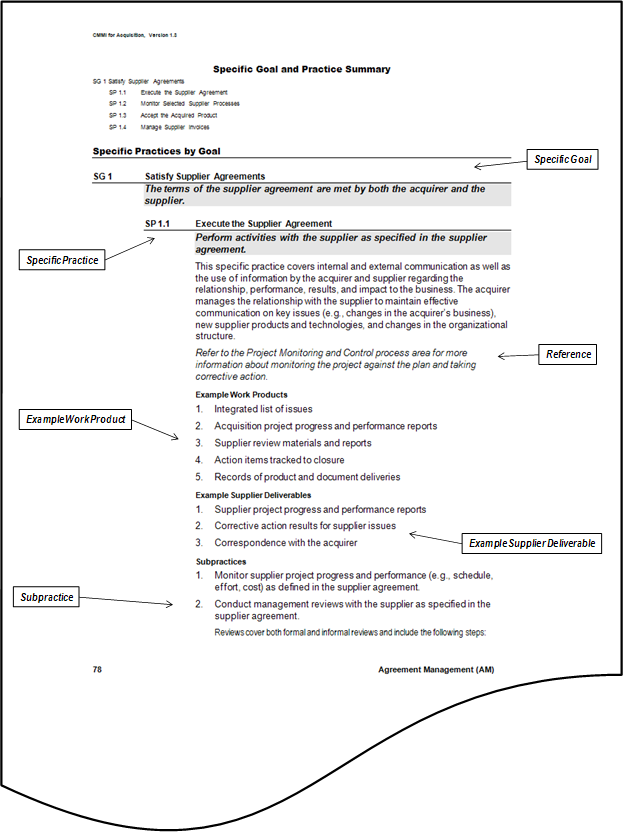 CMMI for Acquisition, Version 1.3
Specific Goal and Practice Summary
SG 1 Satisfy Supplier Agreements
SP 1.1 Execute the Supplier Agreement
SP 1.2 Monitor Selected Supplier Processes
SP 1.3 Accept the Acquired Product
SP 1.4 Manage Supplier Invoices
Specific Practices by Goal
Specific Goal
SG 1 Satisfy Supplier Agreements
The terms of the supplier agreement are met by both the acquirer and the
supplier.
SP 1.1 Execute the Supplier Agreement
Perform activities with the supplier as specified in the supplier
agreement.
Specific Practice
This specific practice covers internal and external communication as well as
the use of information by the acquirer and supplier regarding the
relationship, performance, results, and impact to the business. The acquirer
manages the relationship with the supplier to maintain effective
communication on key issues (e.g., changes in the acquirer's business),
new supplier products and technologies, and changes in the organizational
structure.
Refer to the Project Monitoring and Control process area for more
information about monitoring the project against the plan and taking
corrective action.
Reference
Example Work Products
1. Integrated list of issues
2. Acquisition project progress and performance reports
3. Supplier review materials and reports
4. Action items tracked to closure
5. Records of product and document deliveries
Example Work Product
Example Supplier Deliverables
1. Supplier project progress and performance reports
2. Corrective action results for supplier issues
3. Correspondence with the acquirer
Example Supplier Deliverable
Subpractices
1. Monitor supplier project progress and performance (e.g., schedule,
effort, cost) as defined in the supplier agreement.
2. Conduct management reviews with the supplier as specified in the
supplier agreement.
Subpractice
Reviews cover both formal and informal reviews and include the following steps:
78 Agreement Management (AM)